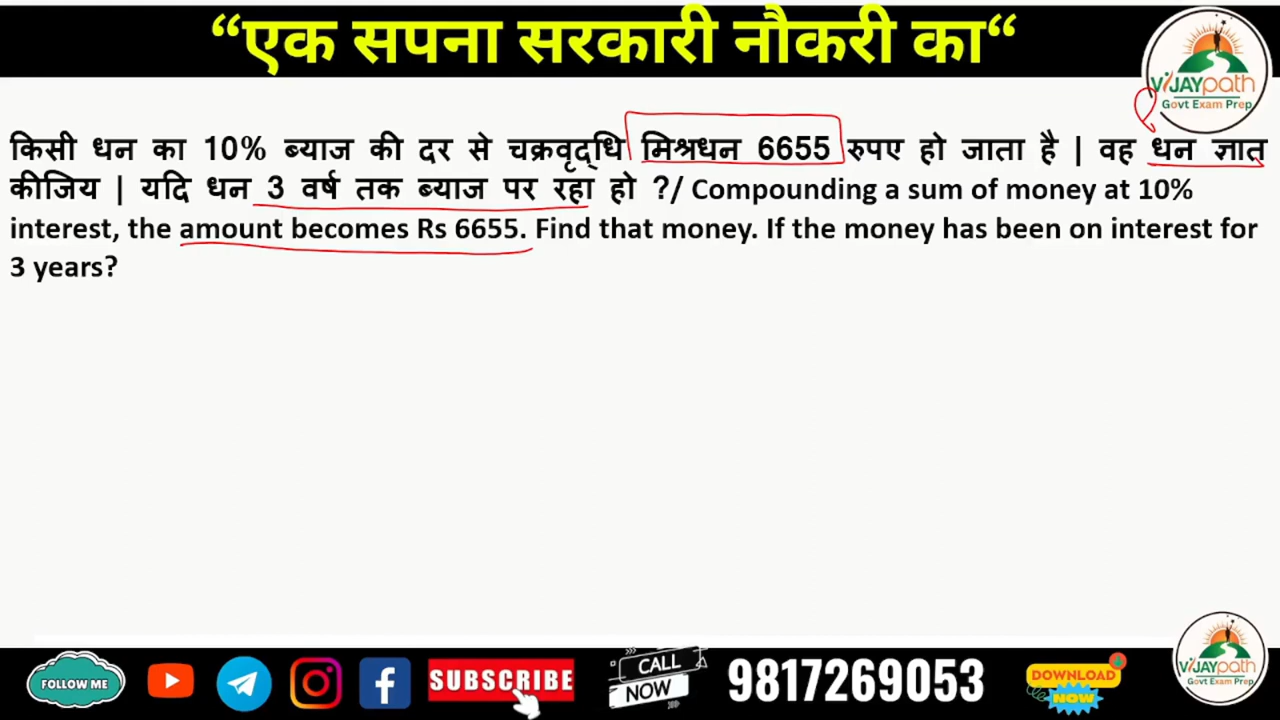 “एक सपना सरकारी नौकरी का“
VIJAYpath
Govt Exam Prep
P
किसी धन का 10% ब्याज की दर से चक्रवृद्धि मिश्रधन 6655 रुपए हो जाता है | वह धन ज्ञात
कीजिय | यदि धन 3 वर्ष तक ब्याज पर रहा हो ?/ Compounding a sum of money at 10%
interest, the amount becomes Rs 6655. Find that money. If the money has been on interest for
3 years?
VIJAYpath
Govt Exam Prep
FOLLOW ME
SUBSCRIBE
CALL
NOW
9817269053
DOWNLOAD
NOW